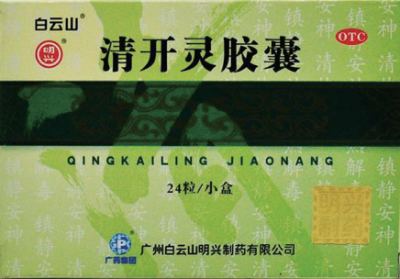 白云山®
明兴®
清开灵胶囊
OTC
QINGKAILING JIAONANG
24粒/小盒
广药集团
广州白云山明兴制药有限公司